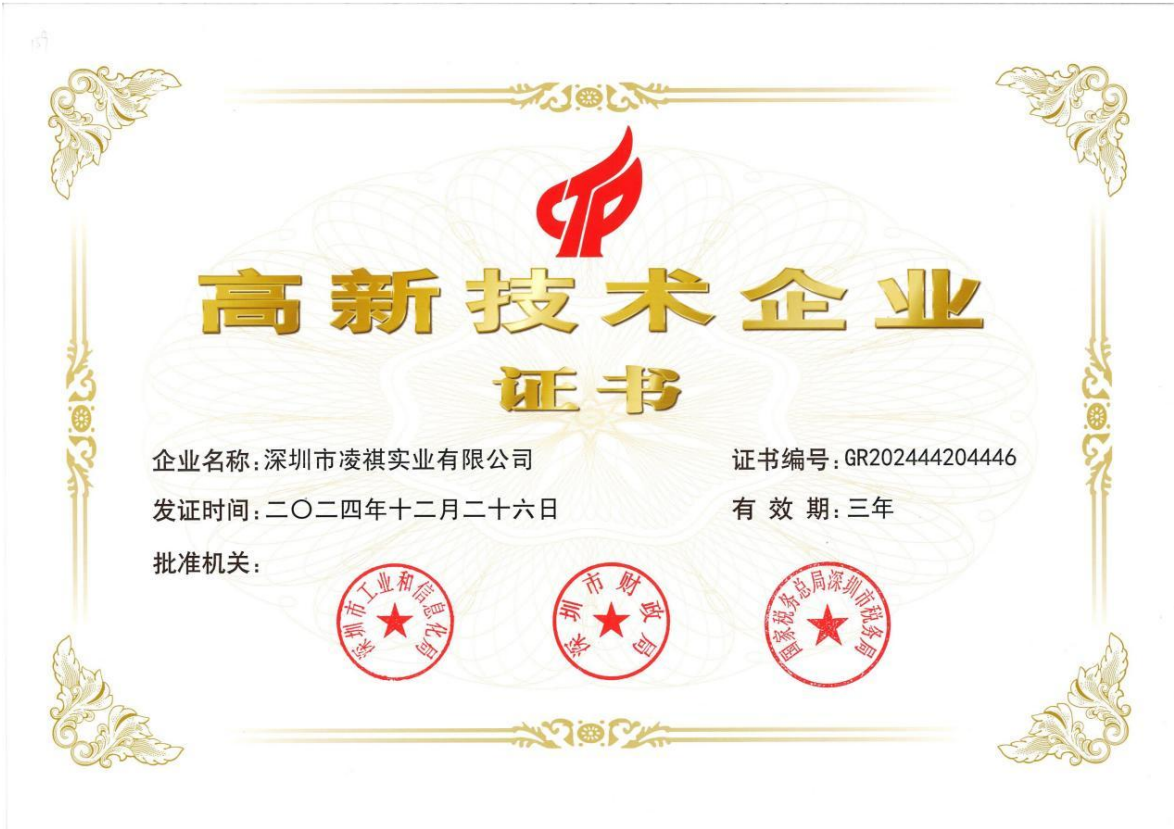 高新技术企业
证书
企业名称:深圳市凌祺实业有限公司
证书编号:GR202444204446
发证时间:二〇二四年十二月二十六日
有效期:三年
批准机关:
深圳市工业和信息化局
深圳市财政局
国家税务总局深圳市税务局